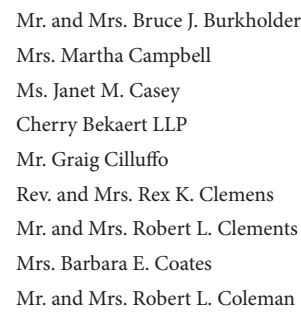 Mr. and Mrs. Bruce J. Burkholder
Mrs. Martha Campbell
Ms. Janet M. Casey
Cherry Bekaert LLP
Mr. Graig Cilluffo
Rev. and Mrs. Rex K. Clemens
Mr. and Mrs. Robert L. Clements
Mrs. Barbara E. Coates
Mr. and Mrs. Robert L. Coleman